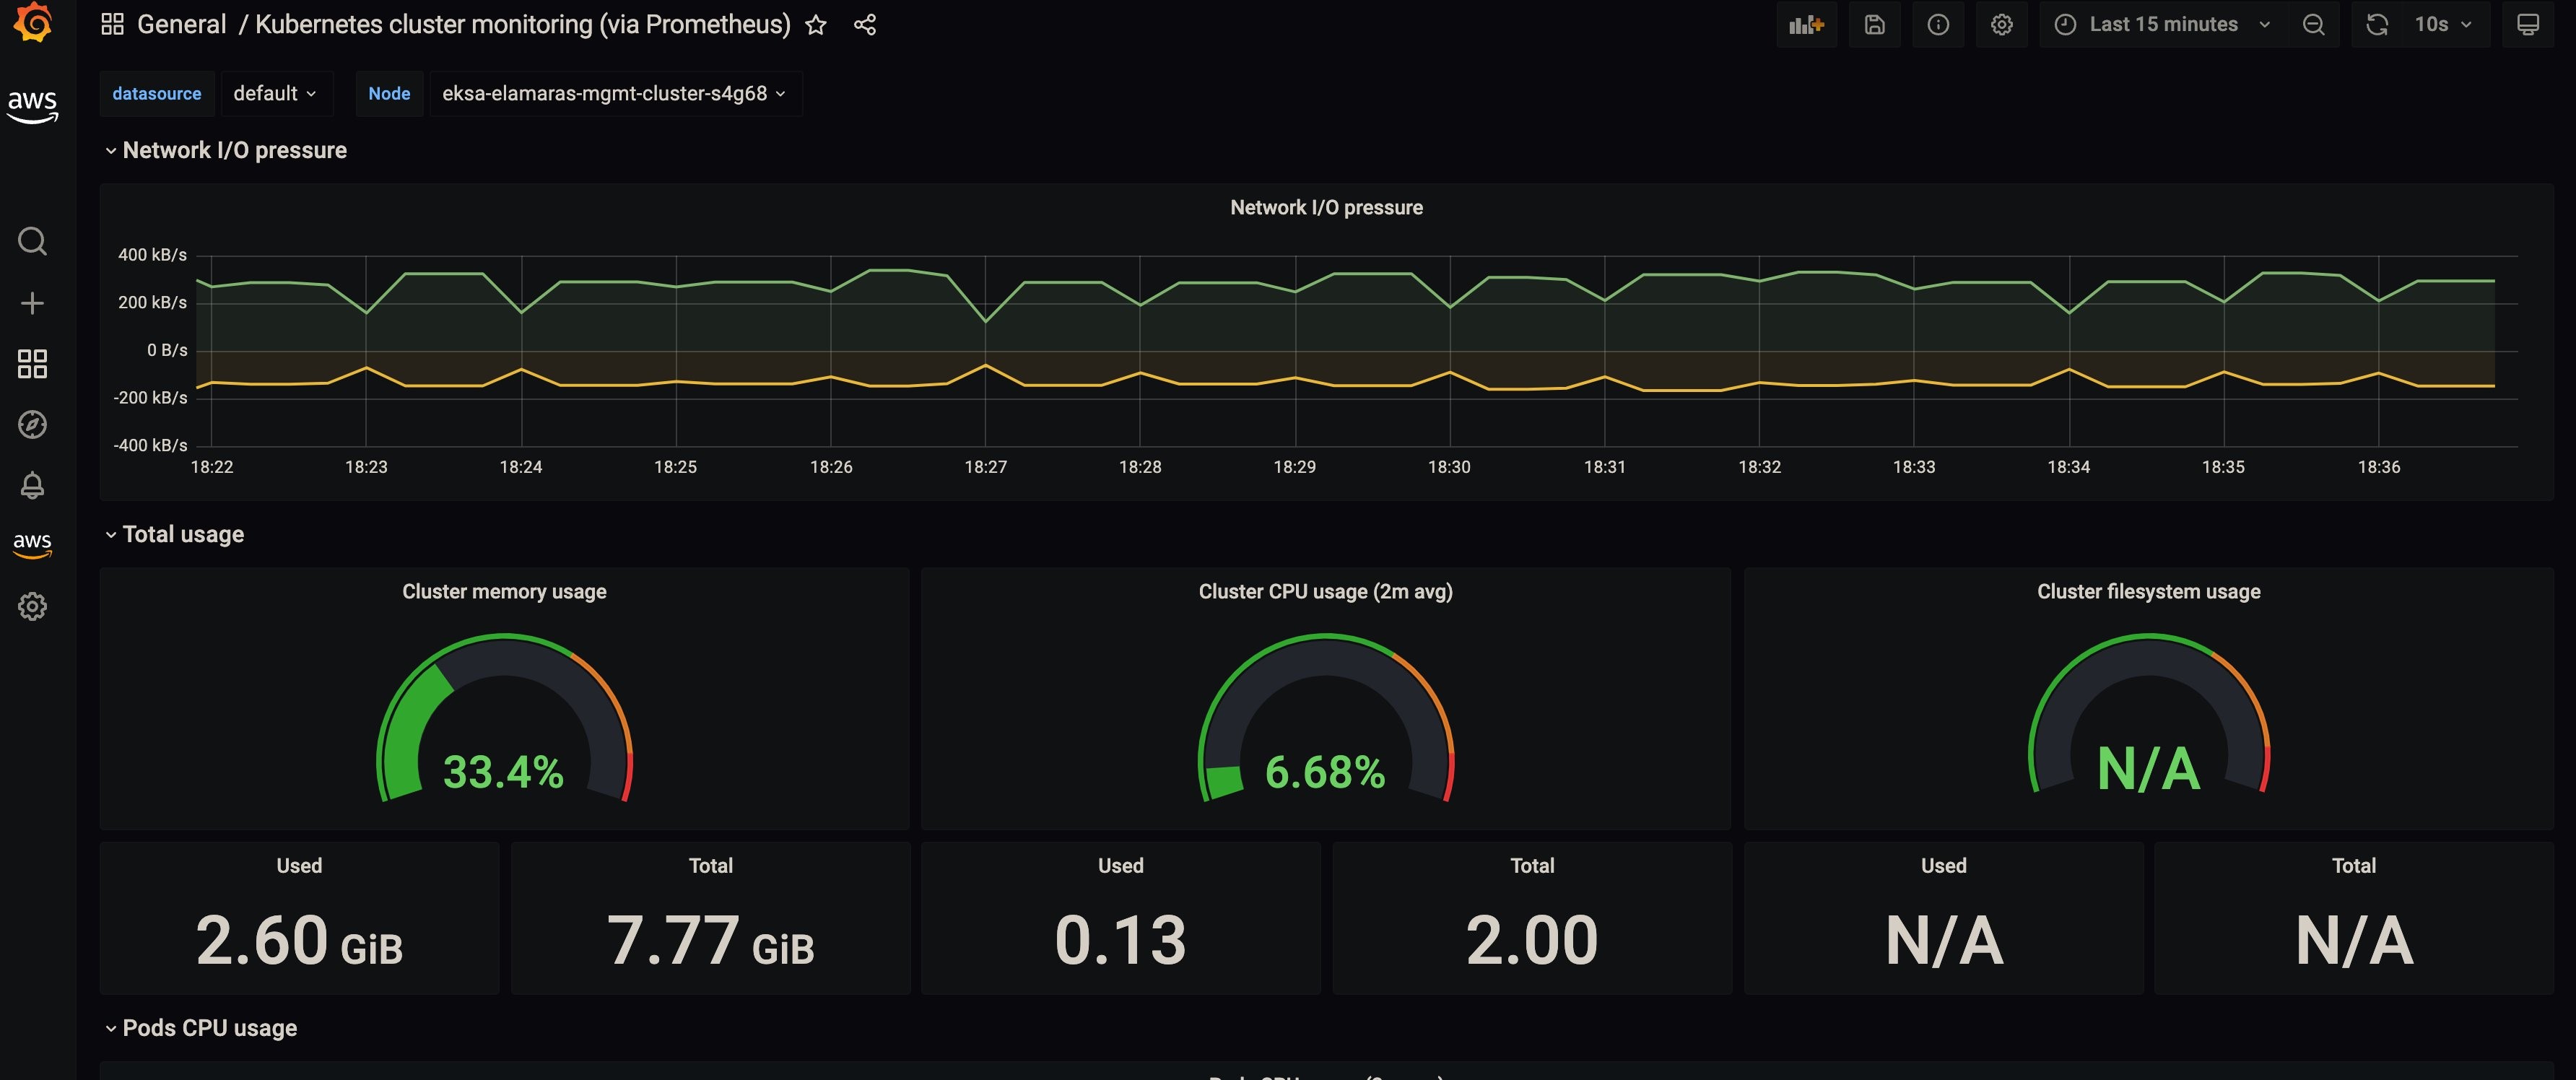 General / Kubernetes cluster monitoring (via Prometheus)
Last 15 minutes
10s
aws
datasource
default
Node
eksa-elamaras-mgmt-cluster-s4g68
Network I/O pressure
Network I/O pressure
400 kB/s
200 kB/s
0 B/s
-200 kB/s
-400 kB/s
18:22 18:23 18:24 18:25 18:26 18:27 18:28 18:29 18:30 18:31 18:32 18:33 18:34 18:35 18:36
aws
Total usage
Cluster memory usage
33.4%
Cluster CPU usage (2m avg)
6.68%
Cluster filesystem usage
N/A
Used
2.60 GiB
Total
7.77 GiB
Used
0.13
Total
2.00
Used
N/A
Total
N/A
Pods CPU usage